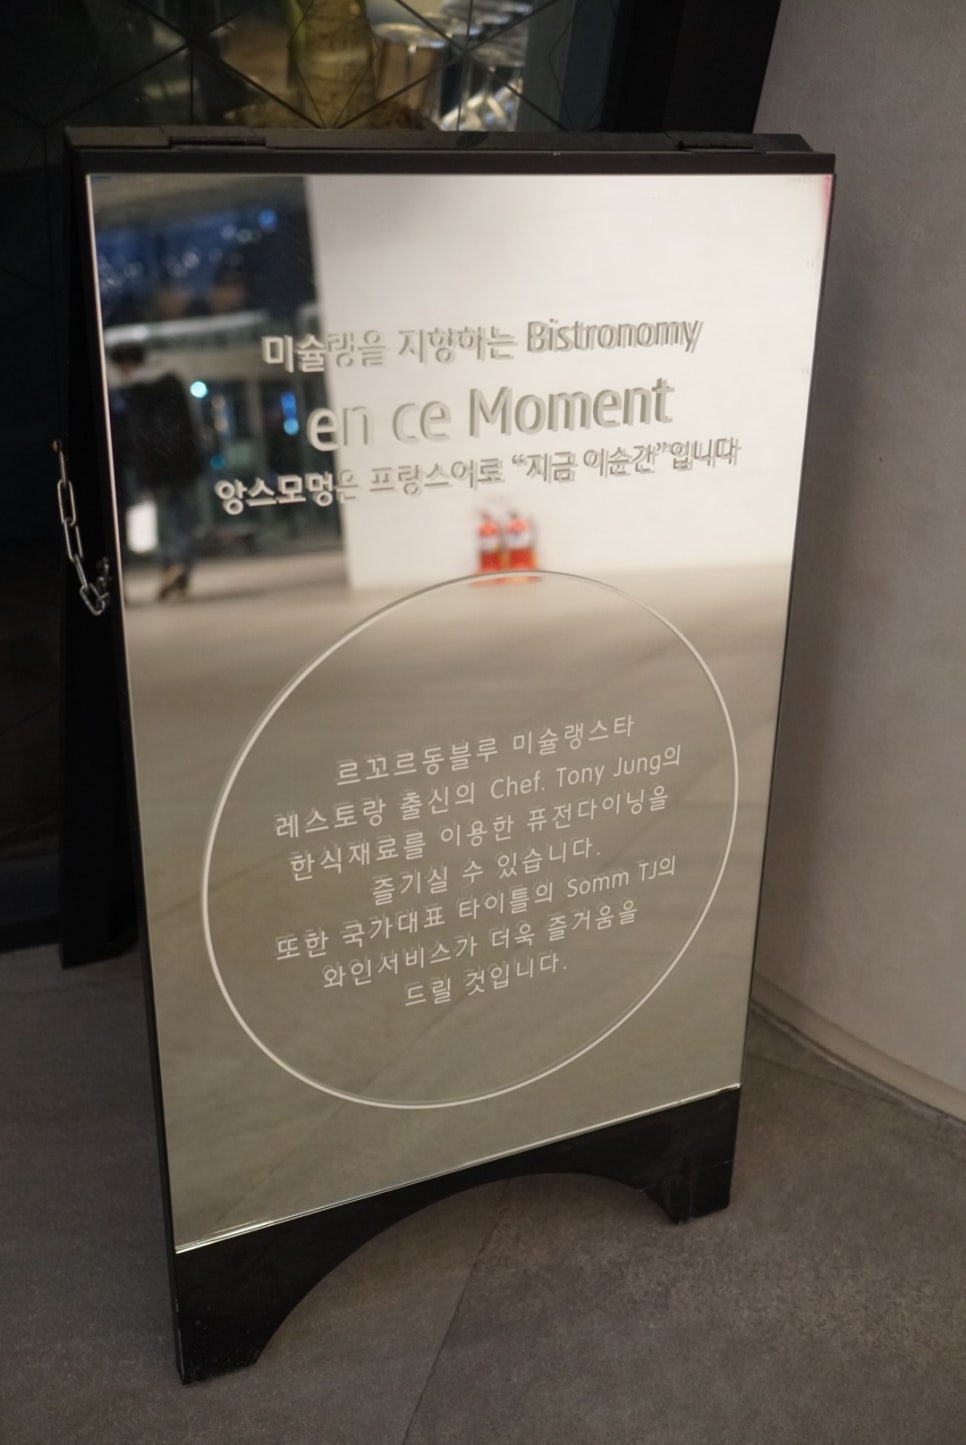 미슐랭을 지향하는 Bistronomy
en ce Moment
앙스모멍은 프랑스어로 “지금 이순간”입니다
르꼬르동블루 미슐랭스타
레스토랑 출신의 Chef. Tony Jung의
한식재료를 이용한 퓨전다이닝을
즐기실 수 있습니다.
또한 국가대표 타이틀의 Somm TJ의
와인서비스가 더욱 즐거움을
드릴 것입니다.